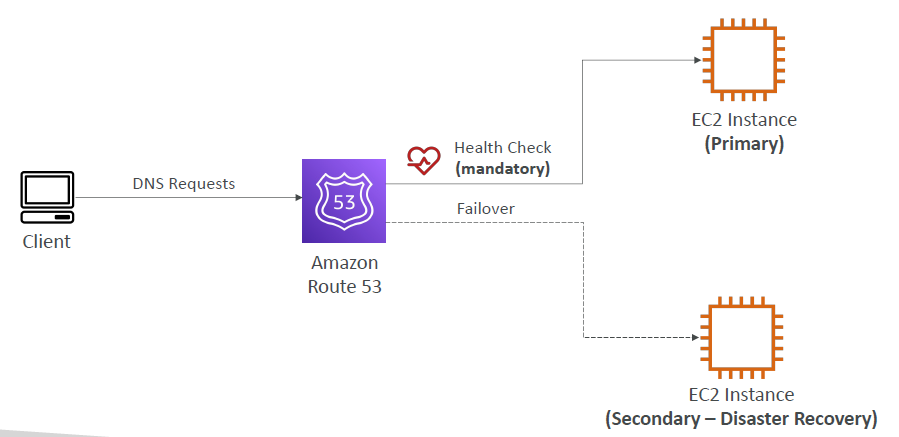 EC2 Instance
(Primary)
Health Check
(mandatory)
DNS Requests
53
Failover
Client
Amazon
Route 53
EC2 Instance
(Secondary – Disaster Recovery)